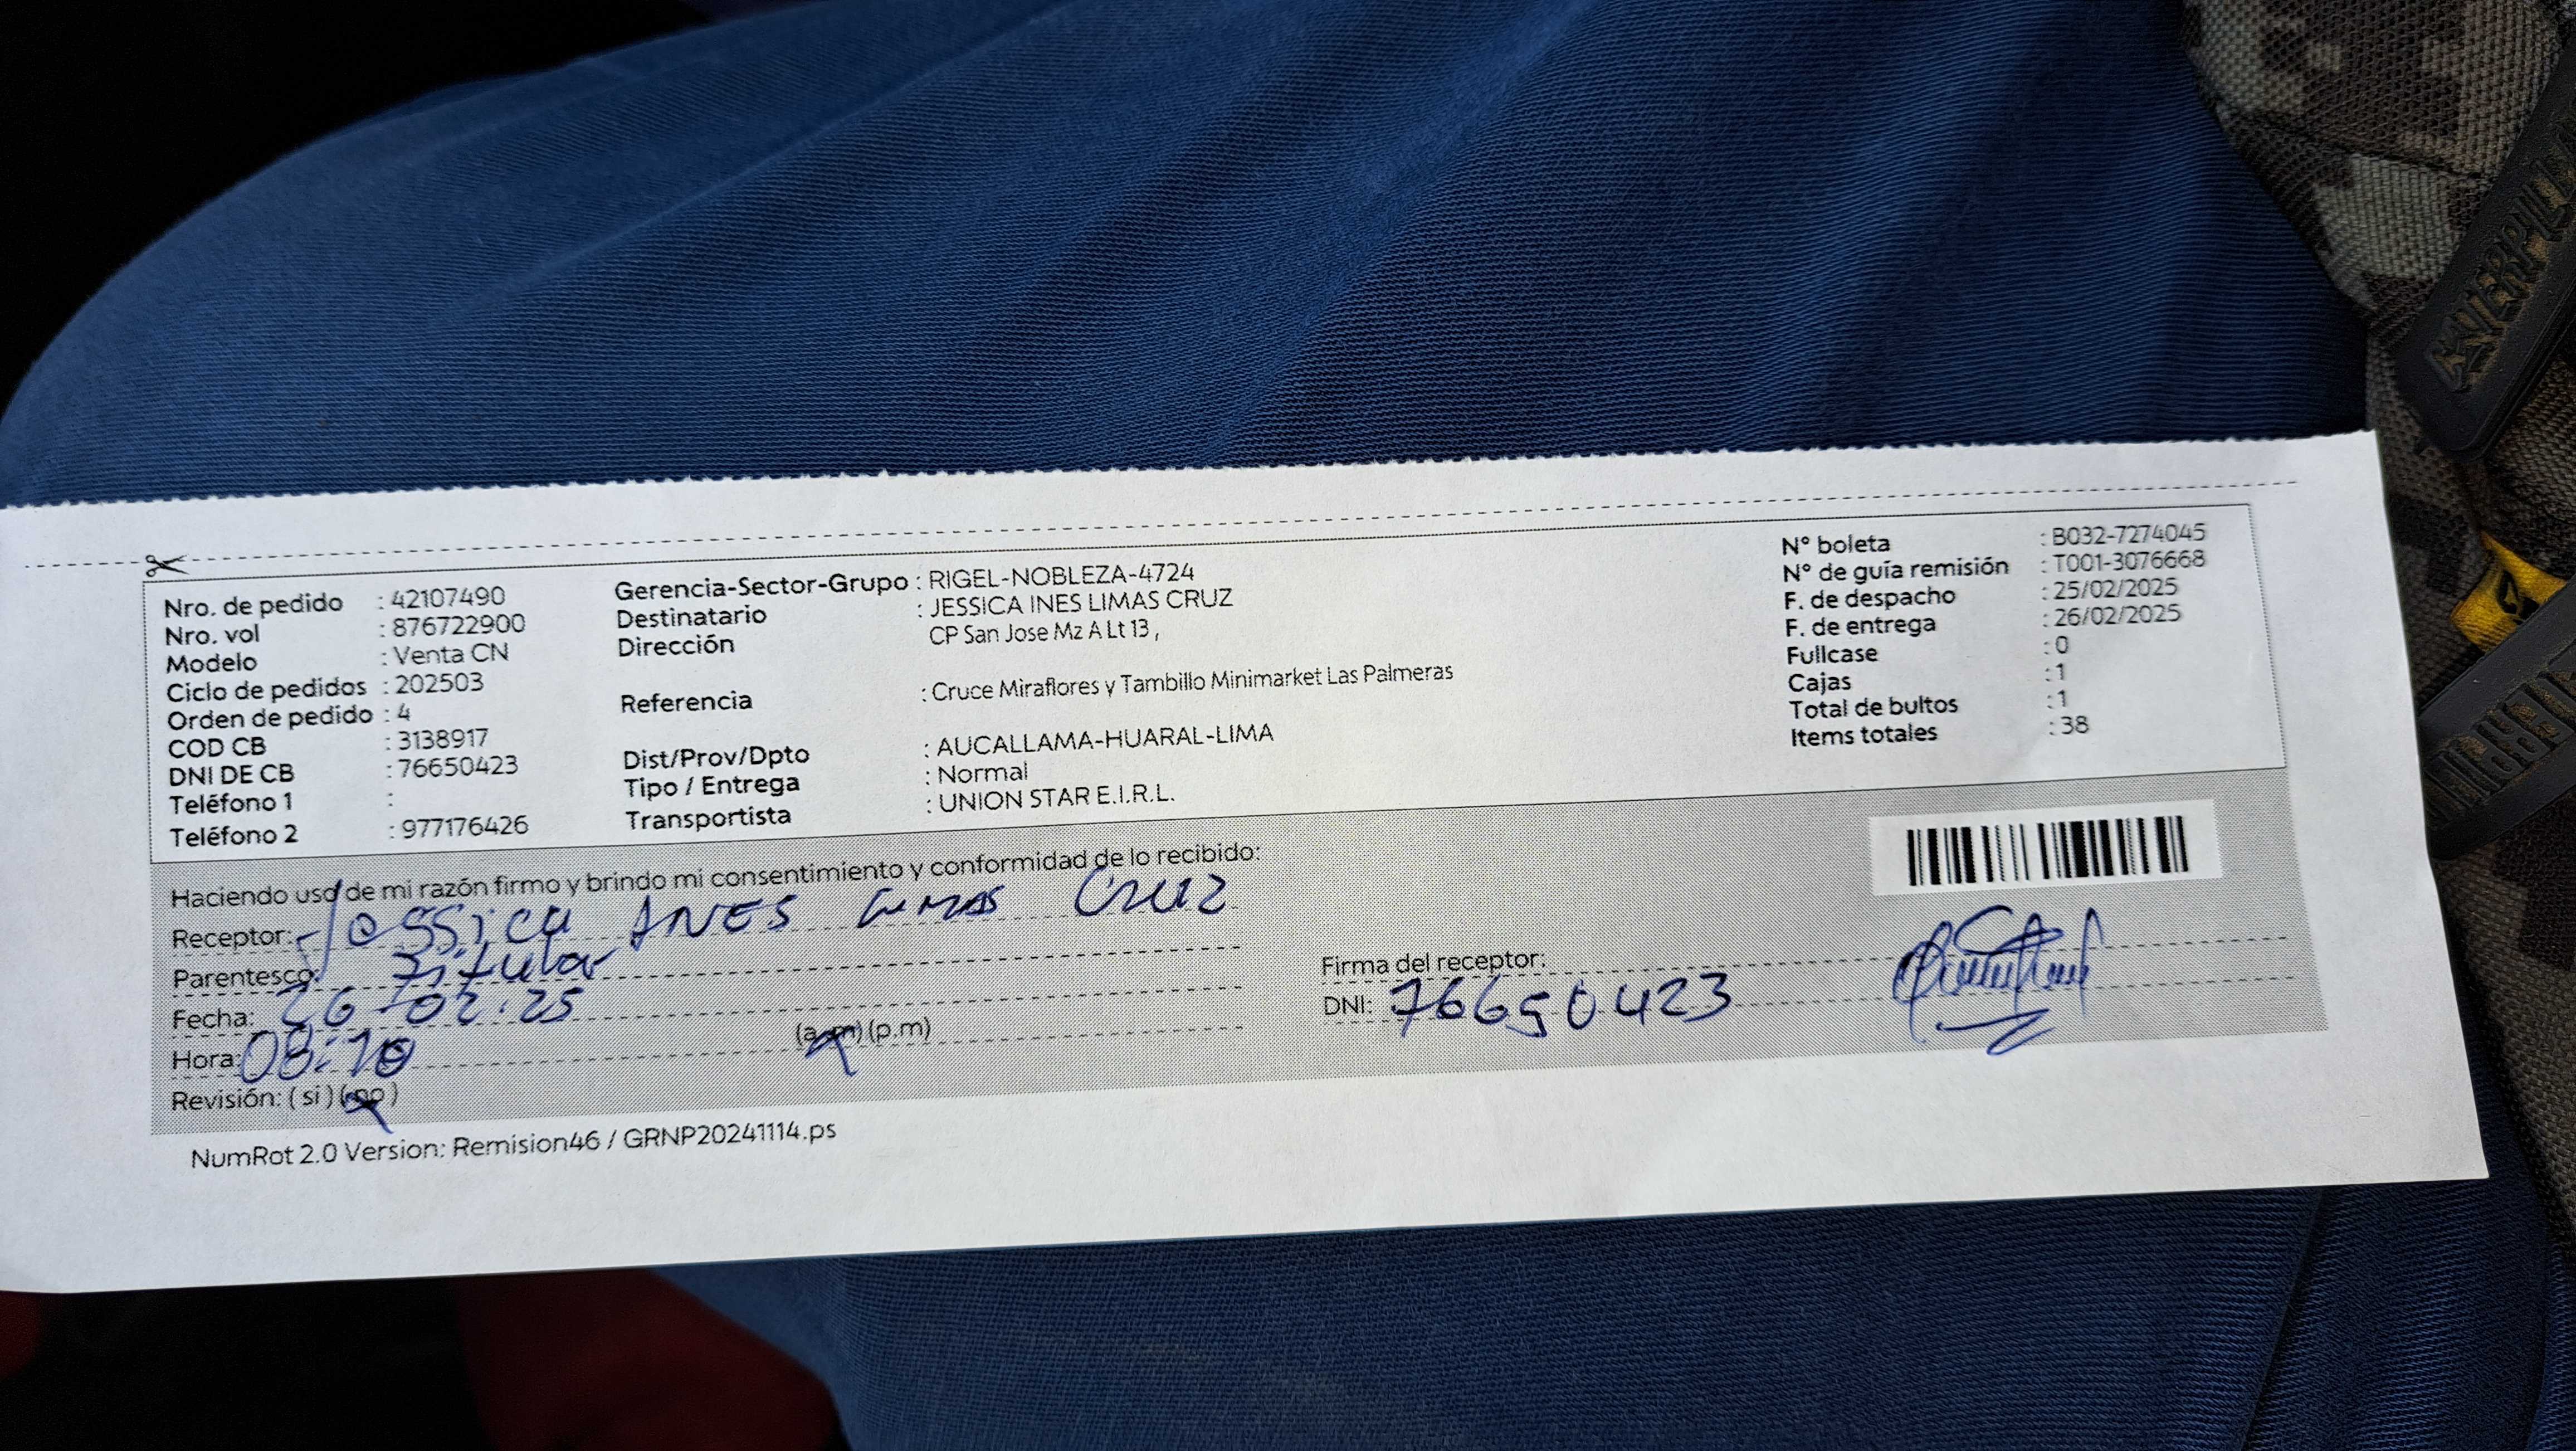 Nro. de pedido : 42107490
Nro. vol : 876722900
Modelo : Venta CN
Ciclo de pedidos : 202503
Orden de pedido : 4
COD CB : 3138917
DNI DE CB : 76650423
Teléfono 1 :
Teléfono 2 : 977176426
Gerencia-Sector-Grupo : RIGEL-NOBLEZA-4724
Destinatario : JESSICA INES LIMAS CRUZ
Dirección CP San Jose Mz A Lt 13 ,
Referencia : Cruce Miraflores y Tambillo Minimarket Las Palmeras
Dist/Prov/Dpto : AUCALLAMA-HUARAL-LIMA
Tipo / Entrega : Normal
Transportista : UNION STAR E.I.R.L.
N° boleta : B032-7274045
N° de guía remisión : T001-3076668
F. de despacho : 25/02/2025
F. de entrega : 26/02/2025
Fullcase : 0
Cajas : 1
Total de bultos : 1
Items totales : 38
Haciendo uso de mi razón firmo y brindo mi consentimiento y conformidad de lo recibido:
Receptor: Jessica INES Limas Cruz
Parentesco: Titular
Fecha: 26-02-25
Hora: 08:10 (a.m) (p.m)
Revisión: ( si ) ( no )
Firma del receptor:
DNI: 76650423
NumRot 2.0 Version: Remision46 / GRNP20241114.ps
CATERPILLAR